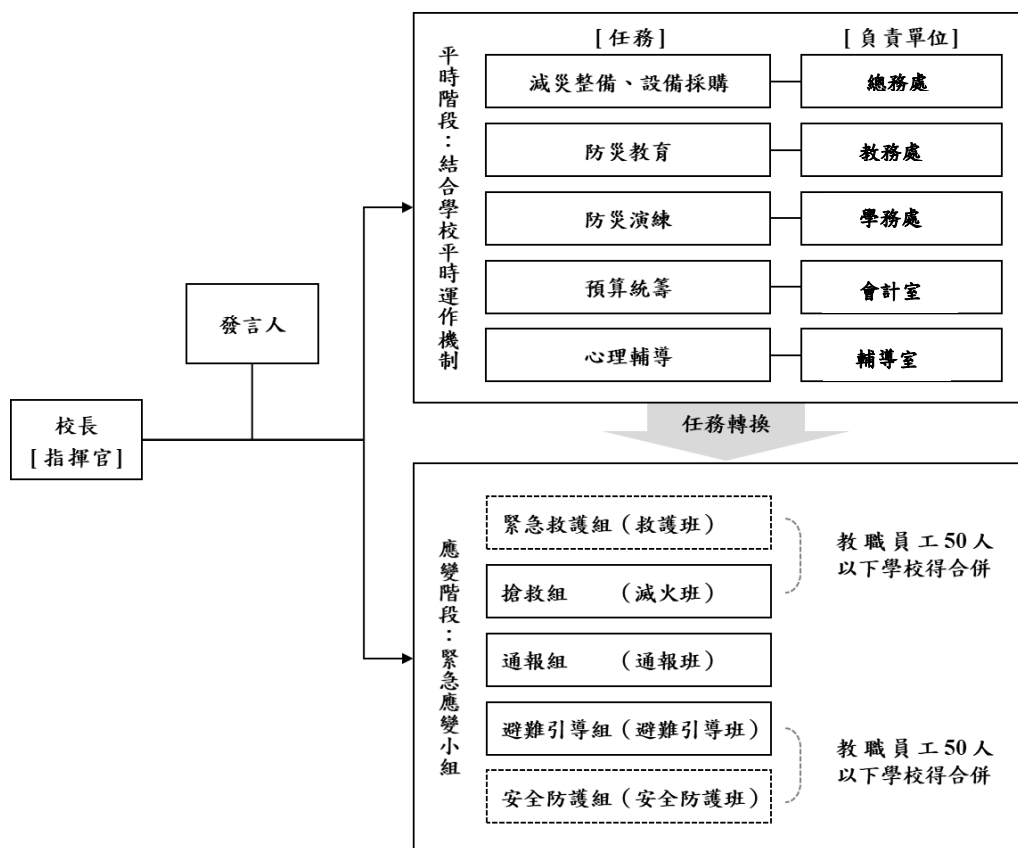 [任務]
[負責單位]
平時階段：結合學校平時運作機制
減災整備、設備採購
總務處
防災教育
教務處
防災演練
學務處
預算統籌
會計室
心理輔導
輔導室
發言人
校長
[指揮官]
任務轉換
應變階段：緊急應變小組
緊急救護組（救護班）
搶救組　　（滅火班）
教職員工50人
以下學校得合併
通報組　　（通報班）
避難引導組（避難引導班）
安全防護組（安全防護班）
教職員工50人
以下學校得合併